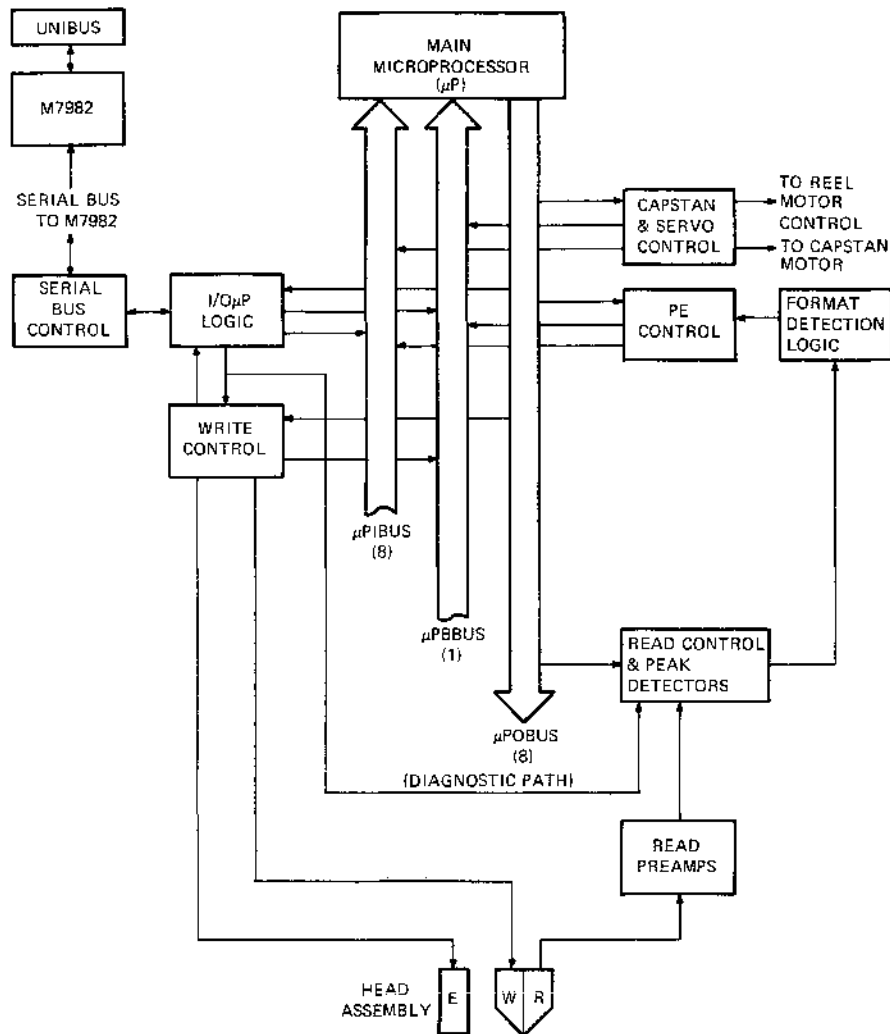 UNIBUS
M7982
SERIAL BUS
TO M7982
SERIAL
BUS
CONTROL
I/OμP
LOGIC
WRITE
CONTROL
MAIN
MICROPROCESSOR
(μP)
CAPSTAN
& SERVO
CONTROL
TO REEL
MOTOR
CONTROL
TO CAPSTAN
MOTOR
PE
CONTROL
FORMAT
DETECTION
LOGIC
μPIBUS
(8)
μPBBUS
(1)
μPOBUS
(8)
READ CONTROL
& PEAK
DETECTORS
(DIAGNOSTIC PATH)
READ
PREAMPS
HEAD
ASSEMBLY
E
W R